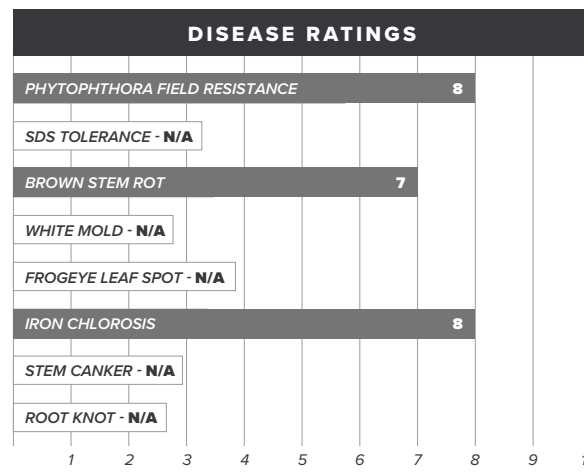 DISEASE RATINGS
PHYTOPHTHORA FIELD RESISTANCE 8
SDS TOLERANCE - N/A
BROWN STEM ROT 7
WHITE MOLD - N/A
FROGEYE LEAF SPOT - N/A
IRON CHLOROSIS 8
STEM CANKER - N/A
ROOT KNOT - N/A
1 2 3 4 5 6 7 8 9